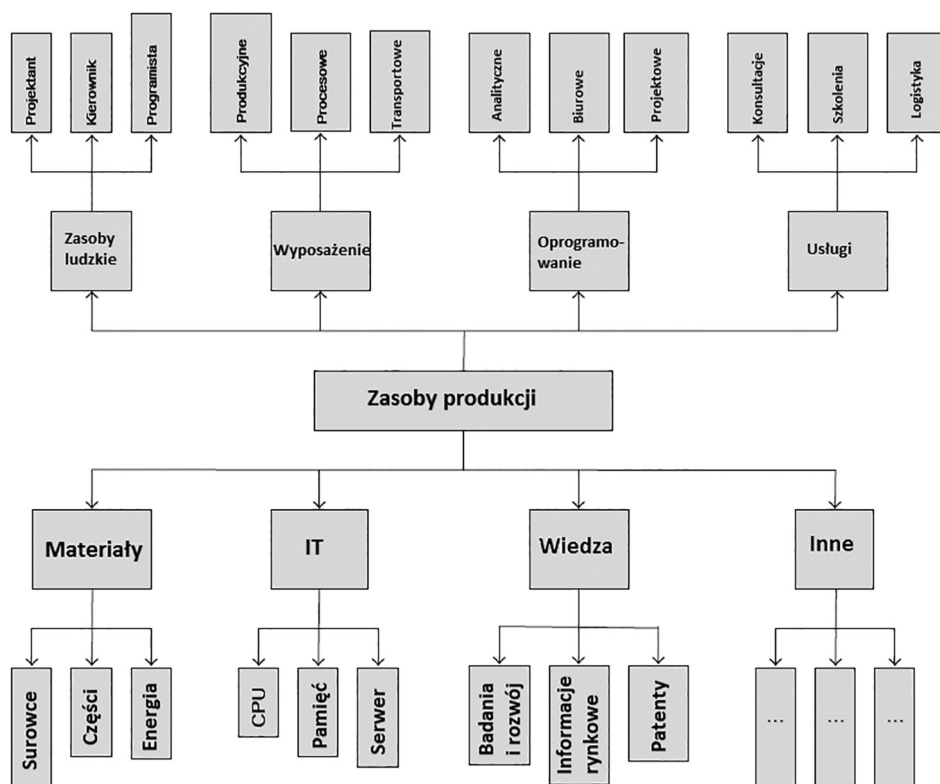 Projektant
Kierownik
Programista
Produkcyjne
Procesowe
Transportowe
Analityczne
Biurowe
Projektowe
Konsultacje
Szkolenia
Logistyka
Zasoby
ludzkie
Wyposażenie
Oprogramo-
wanie
Usługi
Zasoby produkcji
Materiały
IT
Wiedza
Inne
Surowce
Części
Energia
CPU
Pamięć
Serwer
Badania
i rozwój
Informacje
rynkowe
Patenty
...
...
...